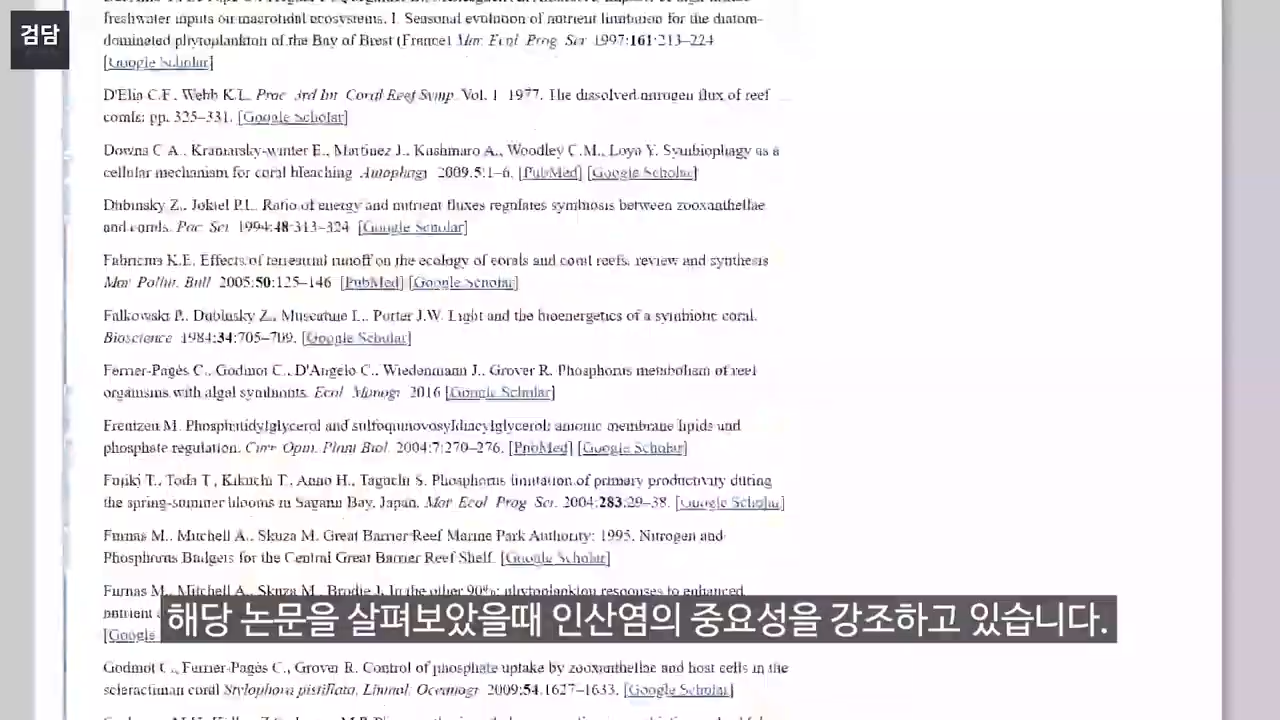 검담
freshwater inputs on macrotidal ecosystems. I. Seasonal evolution of nutrient limitation for the diatom-
dominated phytoplankton of the Bay of Brest (France) Mar. Ecol. Prog. Ser. 1997;161:213–224
[Google Scholar]
D'Elia C.F., Webb K.L. Proc. 3rd Int. Coral Reef Symp. Vol. 1 1977. The dissolved nitrogen flux of reef
corals; pp. 325–331. [Google Scholar]
Downs C.A., Kramarsky-winter E., Martinez J., Kushmaro A., Woodley C.M., Loya Y. Symbiophagy as a
cellular mechanism for coral bleaching. Autophagy. 2009;5:1–6. [PubMed] [Google Scholar]
Dubinsky Z., Jokiel P.L. Ratio of energy and nutrient fluxes regulates symbiosis between zooxanthellae
and corals. Pac. Sci. 1994;48:313–324. [Google Scholar]
Fabricius K.E. Effects of terrestrial runoff on the ecology of corals and coral reefs: review and synthesis
Mar. Pollut. Bull. 2005;50:125–146. [PubMed] [Google Scholar]
Falkowski P., Dubinsky Z., Muscatine L., Porter J.W. Light and the bioenergetics of a symbiotic coral.
Bioscience. 1984;34:705–709. [Google Scholar]
Ferrier-Pagès C., Godinot C., D'Angelo C., Wiedenmann J., Grover R. Phosphorus metabolism of reef
organisms with algal symbionts. Ecol. Monogr. 2016 [Google Scholar]
Frentzen M. Phosphatidylglycerol and sulfoquinovosyldiacylglycerol: anionic membrane lipids and
phosphate regulation. Curr. Opin. Plant Biol. 2004;7:270–276. [PubMed] [Google Scholar]
Fujiki T., Toda T., Kikuchi T., Aono H., Taguchi S. Phosphorus limitation of primary productivity during
the spring-summer blooms in Sagami Bay, Japan. Mar. Ecol. Prog. Ser. 2004;283:29–38. [Google Scholar]
Furnas M., Mitchell A., Skuza M. Great Barrier Reef Marine Park Authority; 1995. Nitrogen and
Phosphorus Budgets for the Central Great Barrier Reef Shelf. [Google Scholar]
Furnas M., Mitchell A., Skuza M., Brodie J. In the other 90%: phytoplankton responses to enhanced
nutrient
[Google
해당 논문을 살펴보았을때 인산염의 중요성을 강조하고 있습니다.
Godinot C., Ferrier-Pagès C., Grover R. Control of phosphate uptake by zooxanthellae and host cells in the
scleractinian coral Stylophora pistillata. Limnol. Oceanogr. 2009;54:1627–1633. [Google Scholar]